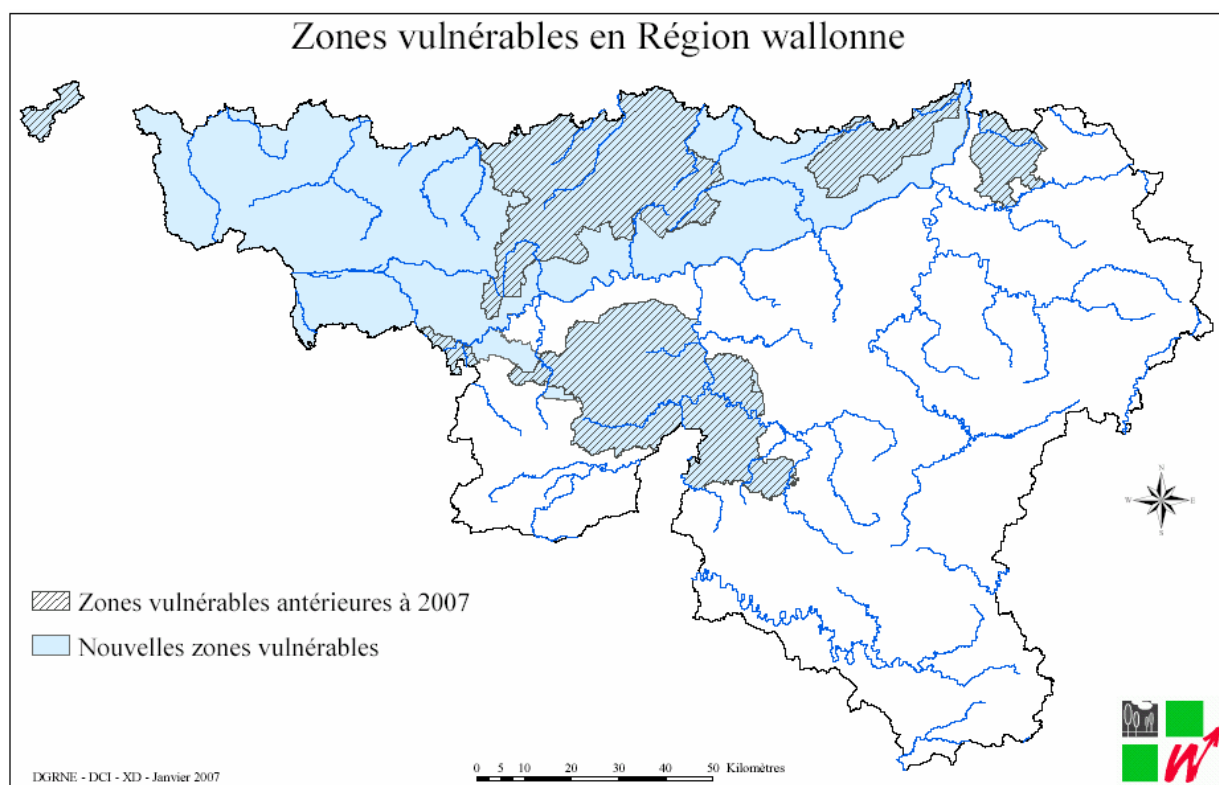 Zones vulnérables en Région wallonne
N
W E
S
Zones vulnérables antérieures à 2007
Nouvelles zones vulnérables
DGRNE - DCI - XD - Janvier 2007
0 5 10 20 30 40 50 Kilomètres
W